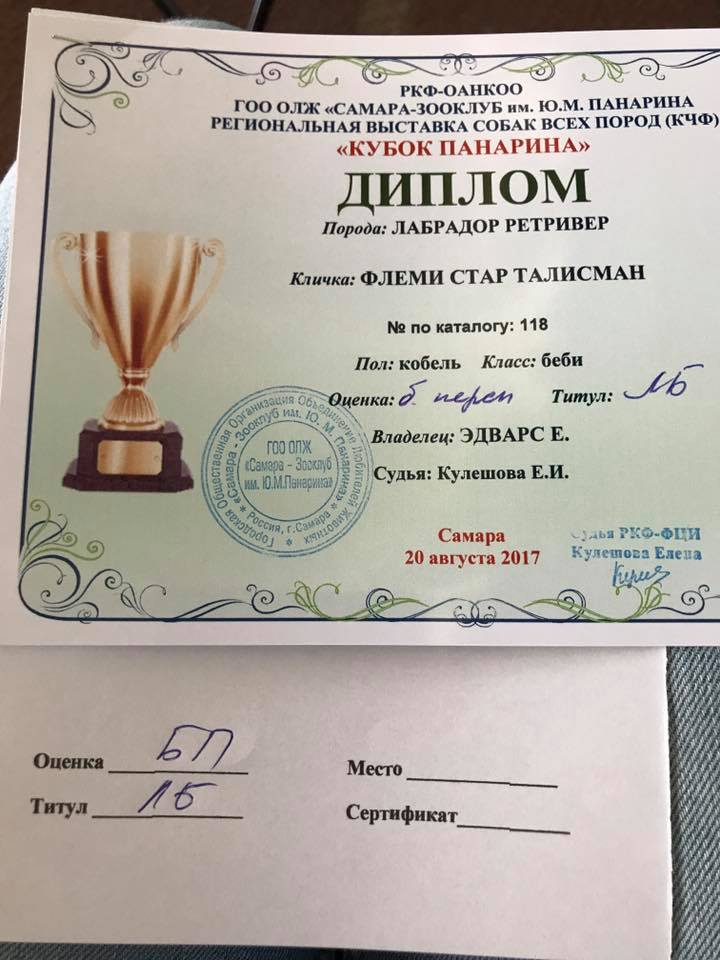 РКФ-ОАНКОО
ГОО ОЛЖ «САМАРА-ЗООКЛУБ им. Ю.М. ПАНАРИНА
РЕГИОНАЛЬНАЯ ВЫСТАВКА СОБАК ВСЕХ ПОРОД (КЧФ)
«КУБОК ПАНАРИНА»
ДИПЛОМ
Порода: ЛАБРАДОР РЕТРИВЕР
Кличка: ФЛЕМИ СТАР ТАЛИСМАН
№ по каталогу: 118
Пол: кобель Класс: беби
Оценка: б. персп Титул: ЛБ
Владелец: ЭДВАРС Е.
Судья: Кулешова Е.И.
Городская Общественная Организация Объединение Любителей Животных
«Самара - Зооклуб им. Ю. М. Панарина»
Россия, г. Самара
ГОО ОЛЖ
«Самара - Зооклуб
им. Ю.М.Панарина»
Самара
20 августа 2017
Судья РКФ-ФЦИ
Кулешова Елена
Оценка БП Место
Титул ЛБ Сертификат